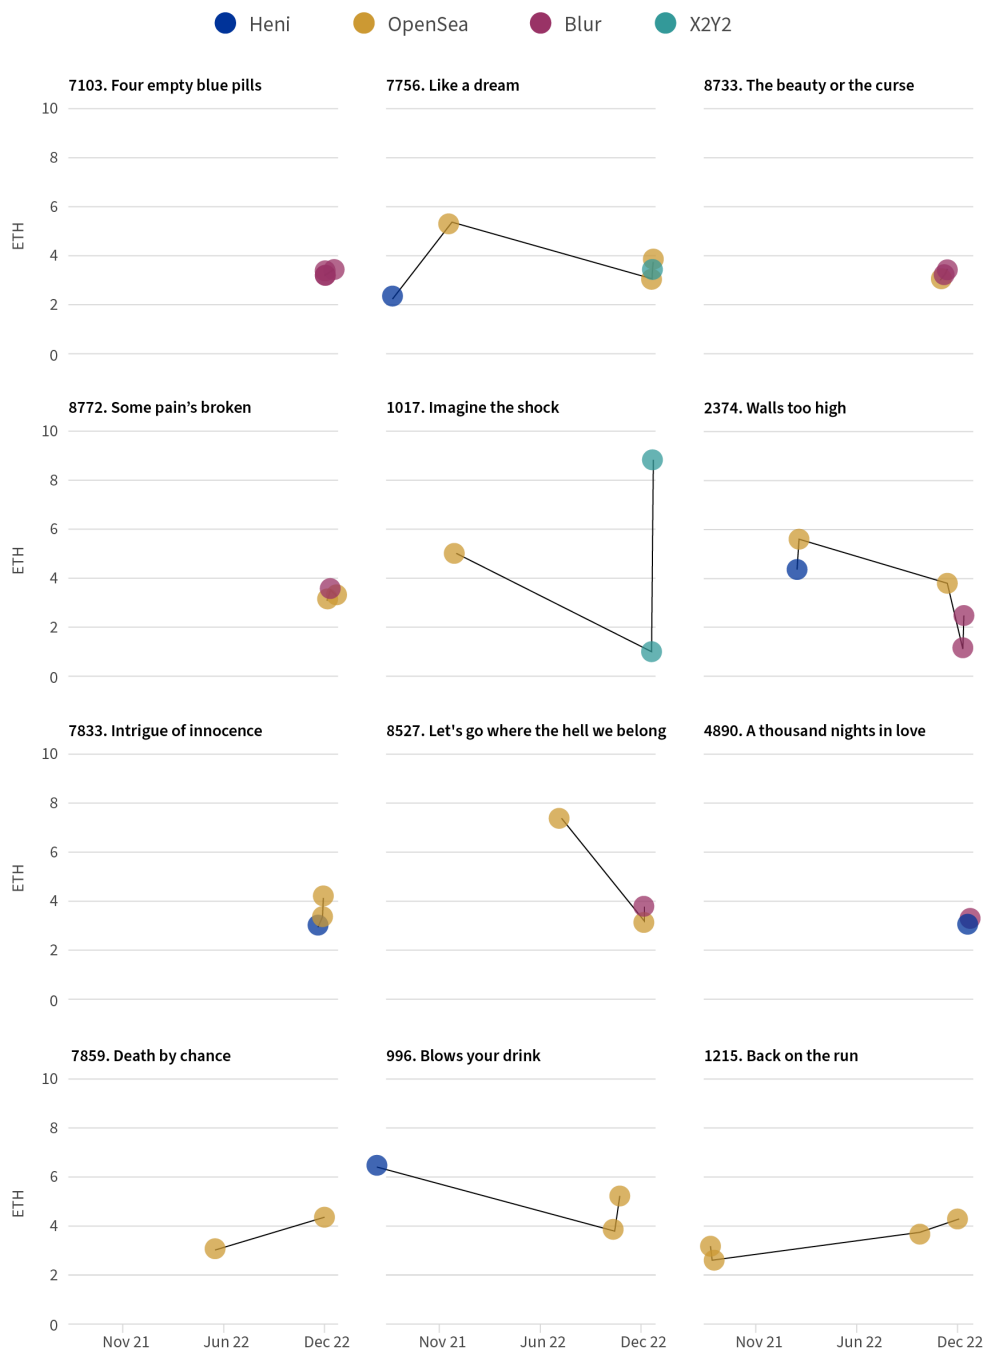 Heni OpenSea Blur X2Y2
7103. Four empty blue pills 7756. Like a dream 8733. The beauty or the curse
10
8
6
4
2
0
ETH
8772. Some pain’s broken 1017. Imagine the shock 2374. Walls too high
10
8
6
4
2
0
ETH
7833. Intrigue of innocence 8527. Let's go where the hell we belong 4890. A thousand nights in love
10
8
6
4
2
0
ETH
7859. Death by chance 996. Blows your drink 1215. Back on the run
10
8
6
4
2
0
ETH
Nov 21 Jun 22 Dec 22 Nov 21 Jun 22 Dec 22 Nov 21 Jun 22 Dec 22